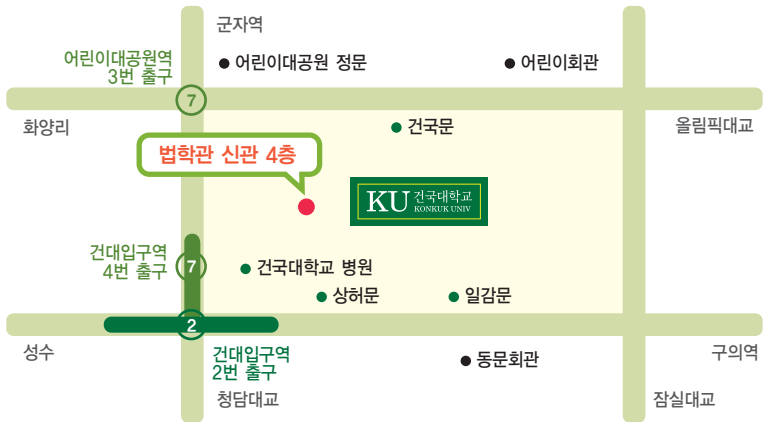 군자역
어린이대공원역
3번 출구
어린이대공원 정문
어린이회관
7
화양리
건국문
올림픽대교
법학관 신관 4층
KU 건국대학교
KONKUK UNIV
건대입구역
4번 출구
7
건국대학교 병원
상허문
일감문
2
성수
건대입구역
2번 출구
동문회관
구의역
청담대교
잠실대교